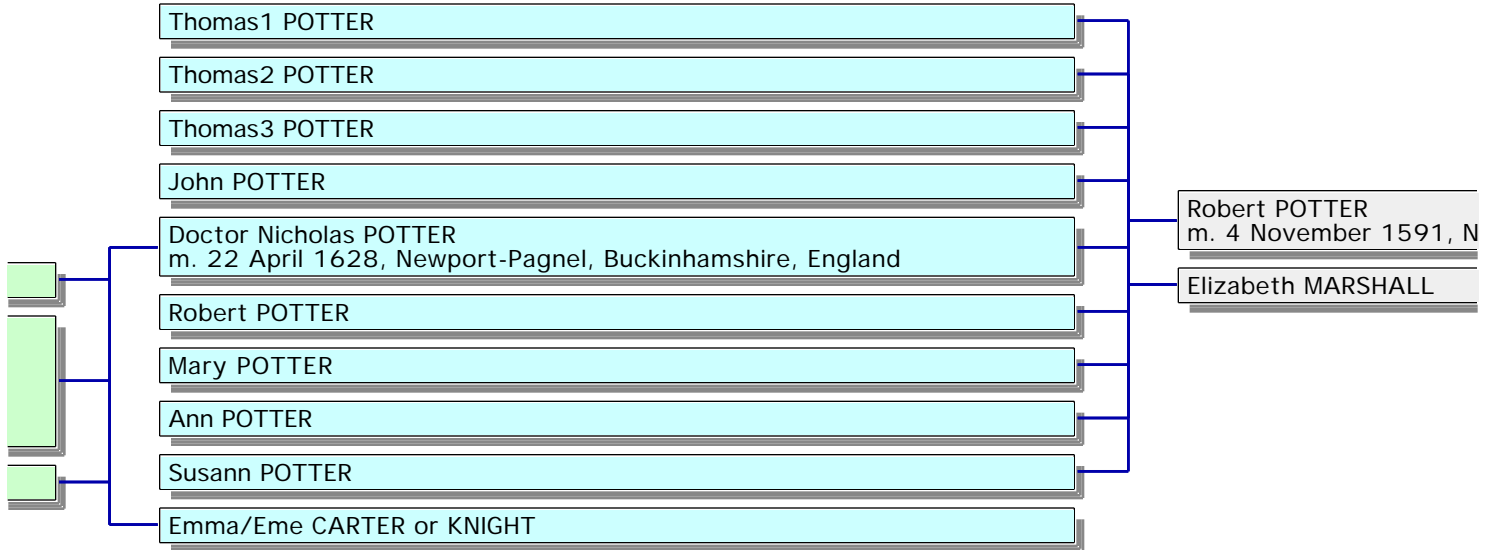 Thomas1 POTTER
Thomas2 POTTER
Thomas3 POTTER
John POTTER
Doctor Nicholas POTTER
m. 22 April 1628, Newport-Pagnel, Buckinhamshire, England
Robert POTTER
Mary POTTER
Ann POTTER
Susann POTTER
Emma/Eme CARTER or KNIGHT
Robert POTTER
m. 4 November 1591, N
Elizabeth MARSHALL